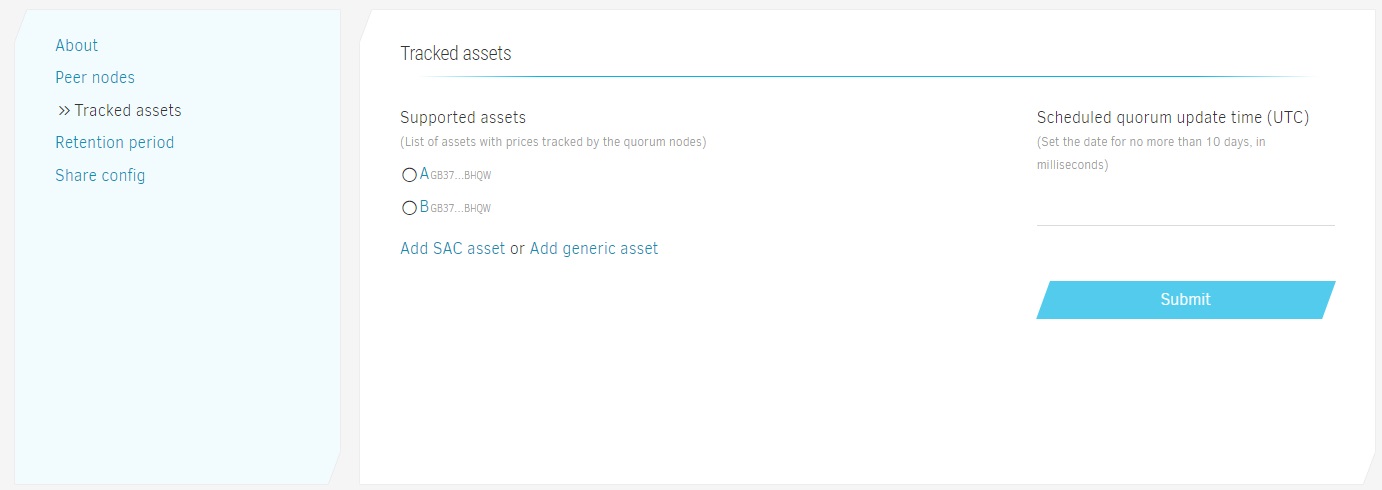 About
Peer nodes
» Tracked assets
Retention period
Share config
Tracked assets
Supported assets
(List of assets with prices tracked by the quorum nodes)
A GB37...BHQW
B GB37...BHQW
Add SAC asset or Add generic asset
Scheduled quorum update time (UTC)
(Set the date for no more than 10 days, in
milliseconds)
Submit